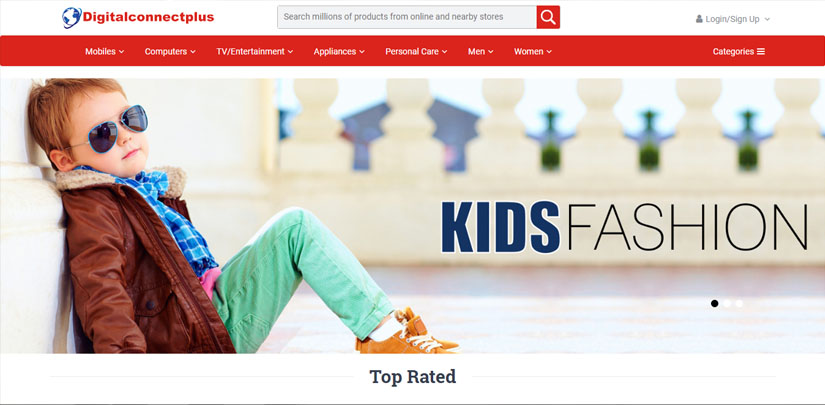 Digitalconnectplus
Search millions of products from online and nearby stores
Login/Sign Up
Mobiles
Computers
TV/Entertainment
Appliances
Personal Care
Men
Women
Categories
KIDSFASHION
Top Rated